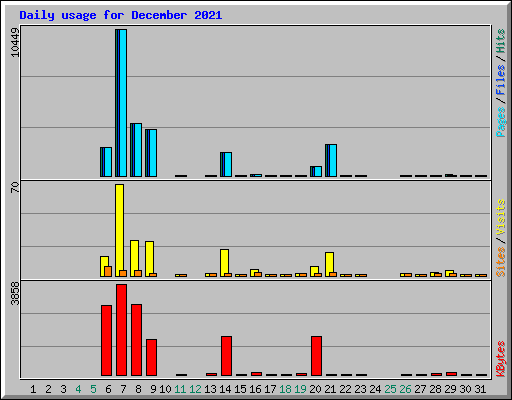 Daily usage for December 2021
10449
Pages / Files / Hits
70
Sites / Visits
3858
KBytes
1 2 3 4 5 6 7 8 9 10 11 12 13 14 15 16 17 18 19 20 21 22 23 24 25 26 27 28 29 30 31